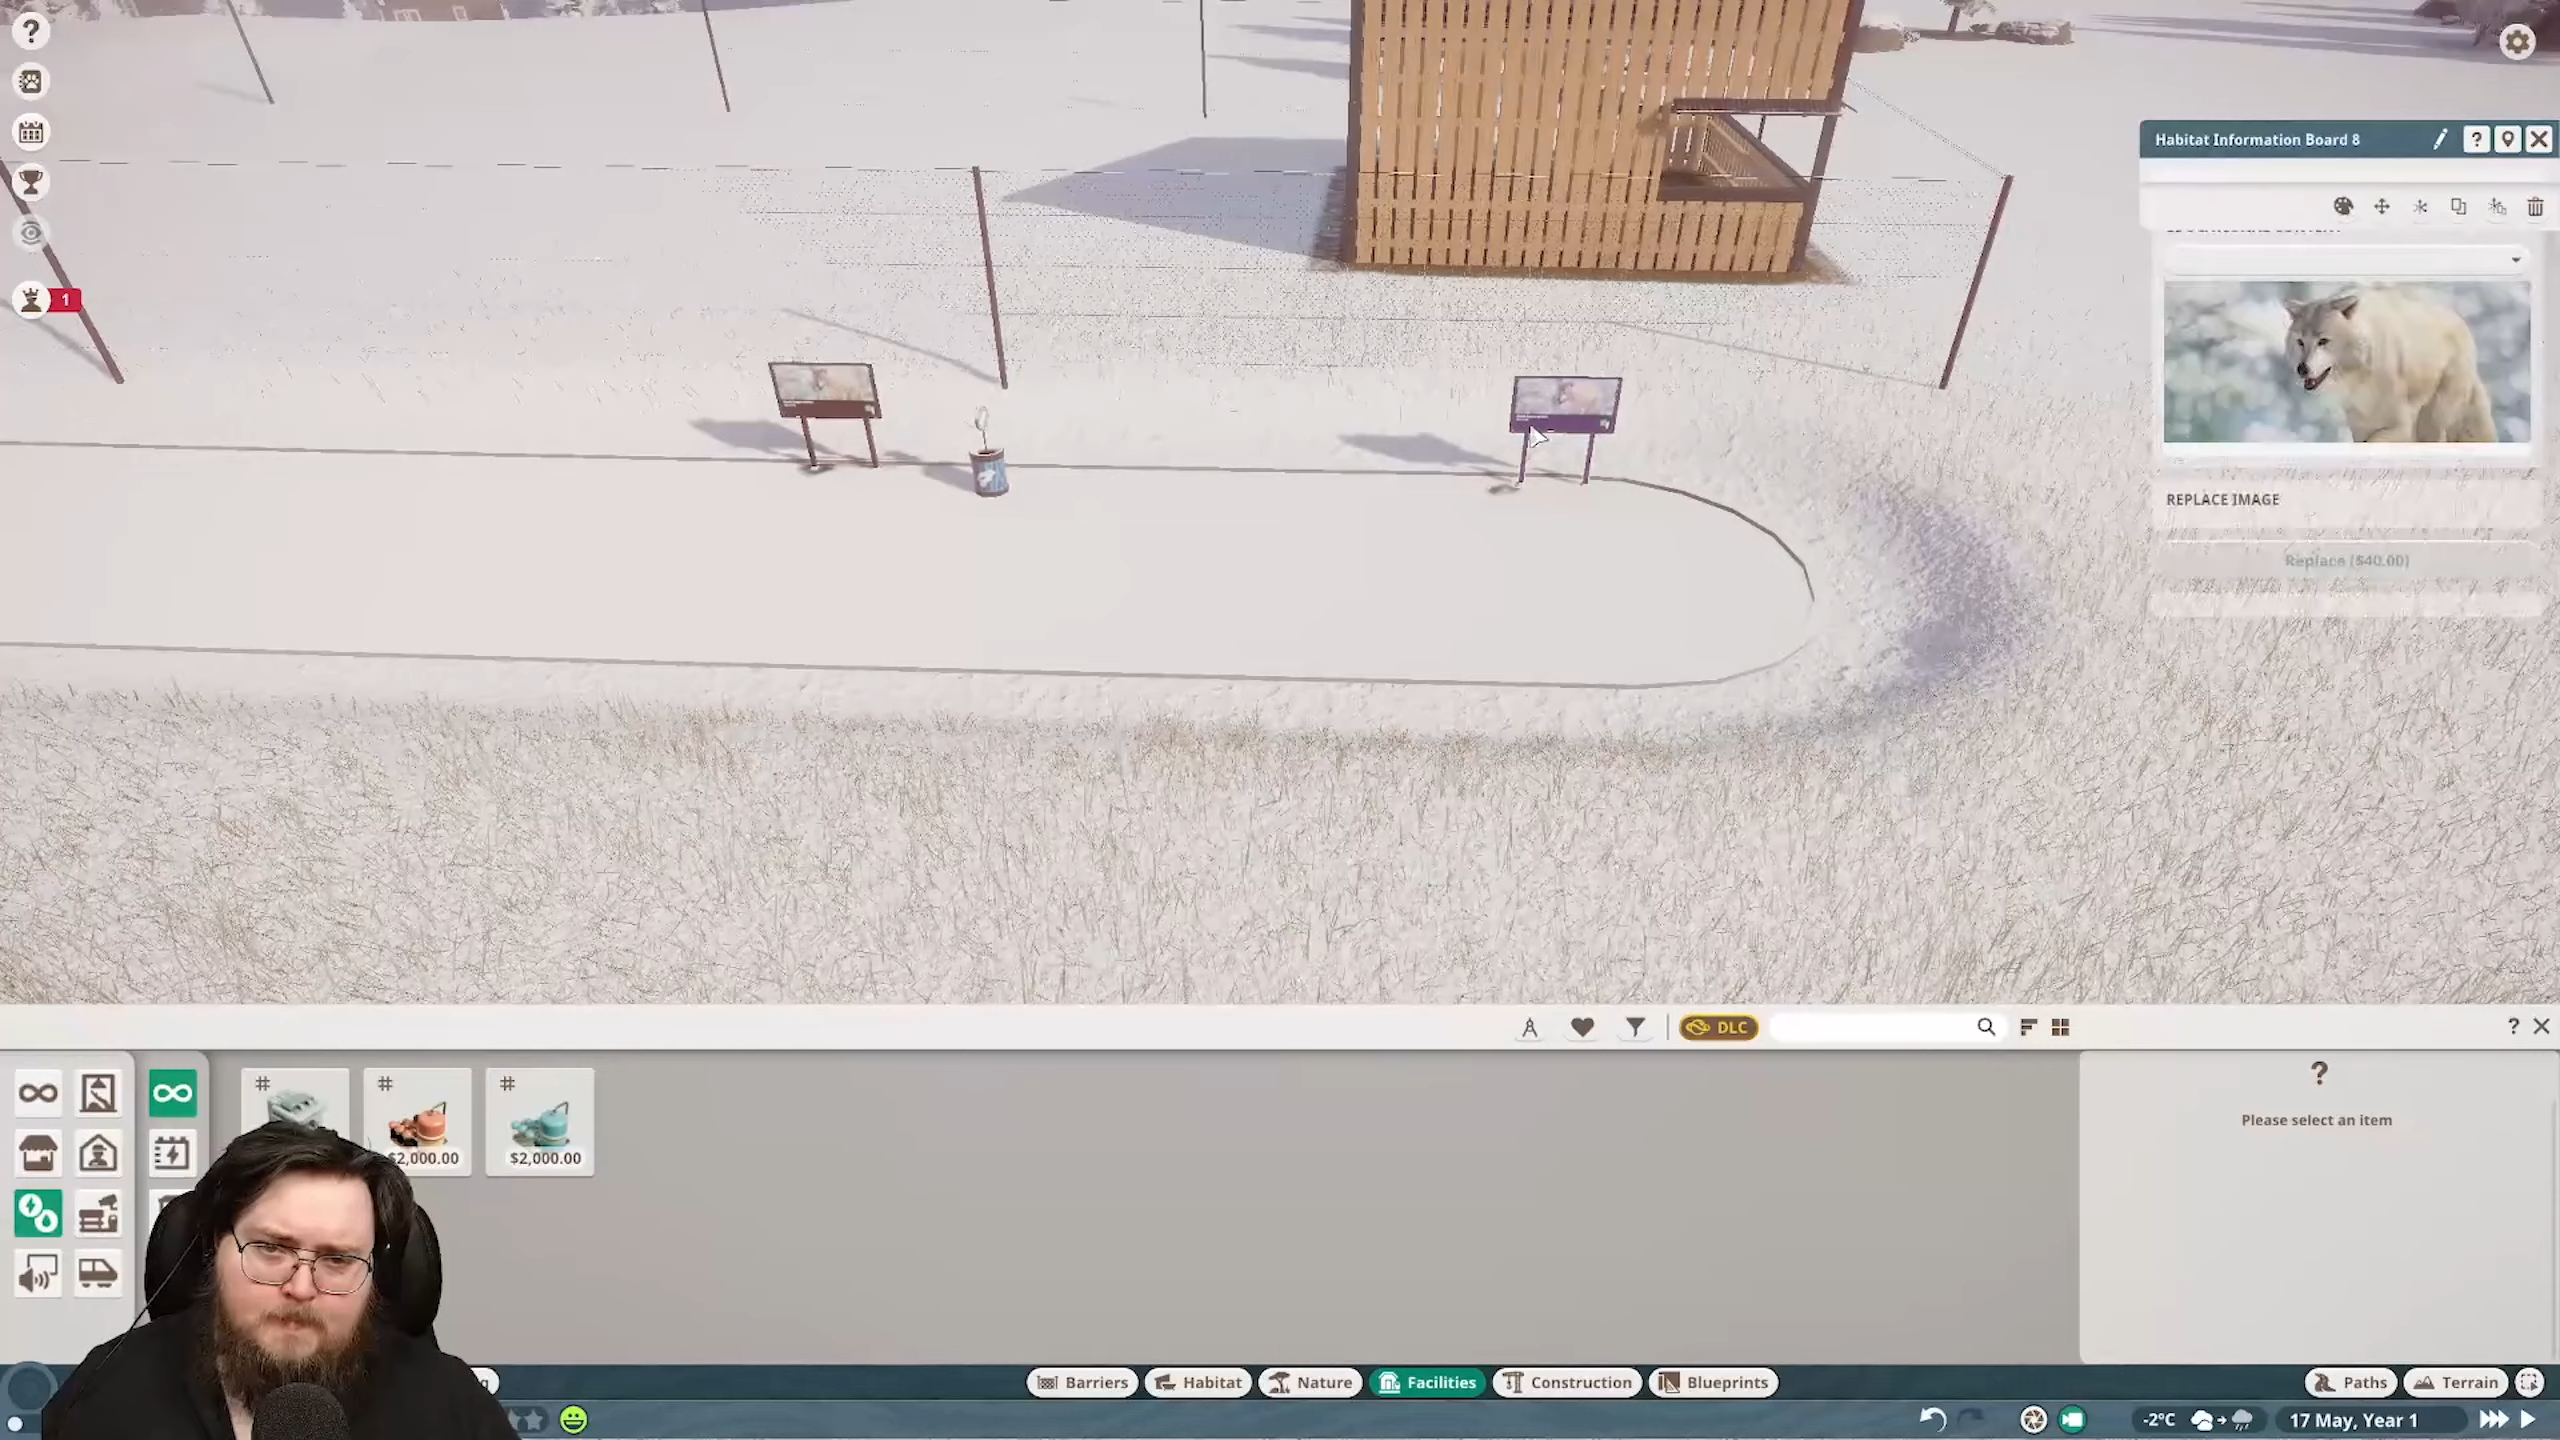 1
Habitat Information Board 8
?
REPLACE IMAGE
Replace ($40.00)
DLC
?
?
Please select an item
# # #
$2,000.00 $2,000.00
Barriers Habitat Nature Facilities Construction Blueprints Paths Terrain
-2°C 17 May, Year 1